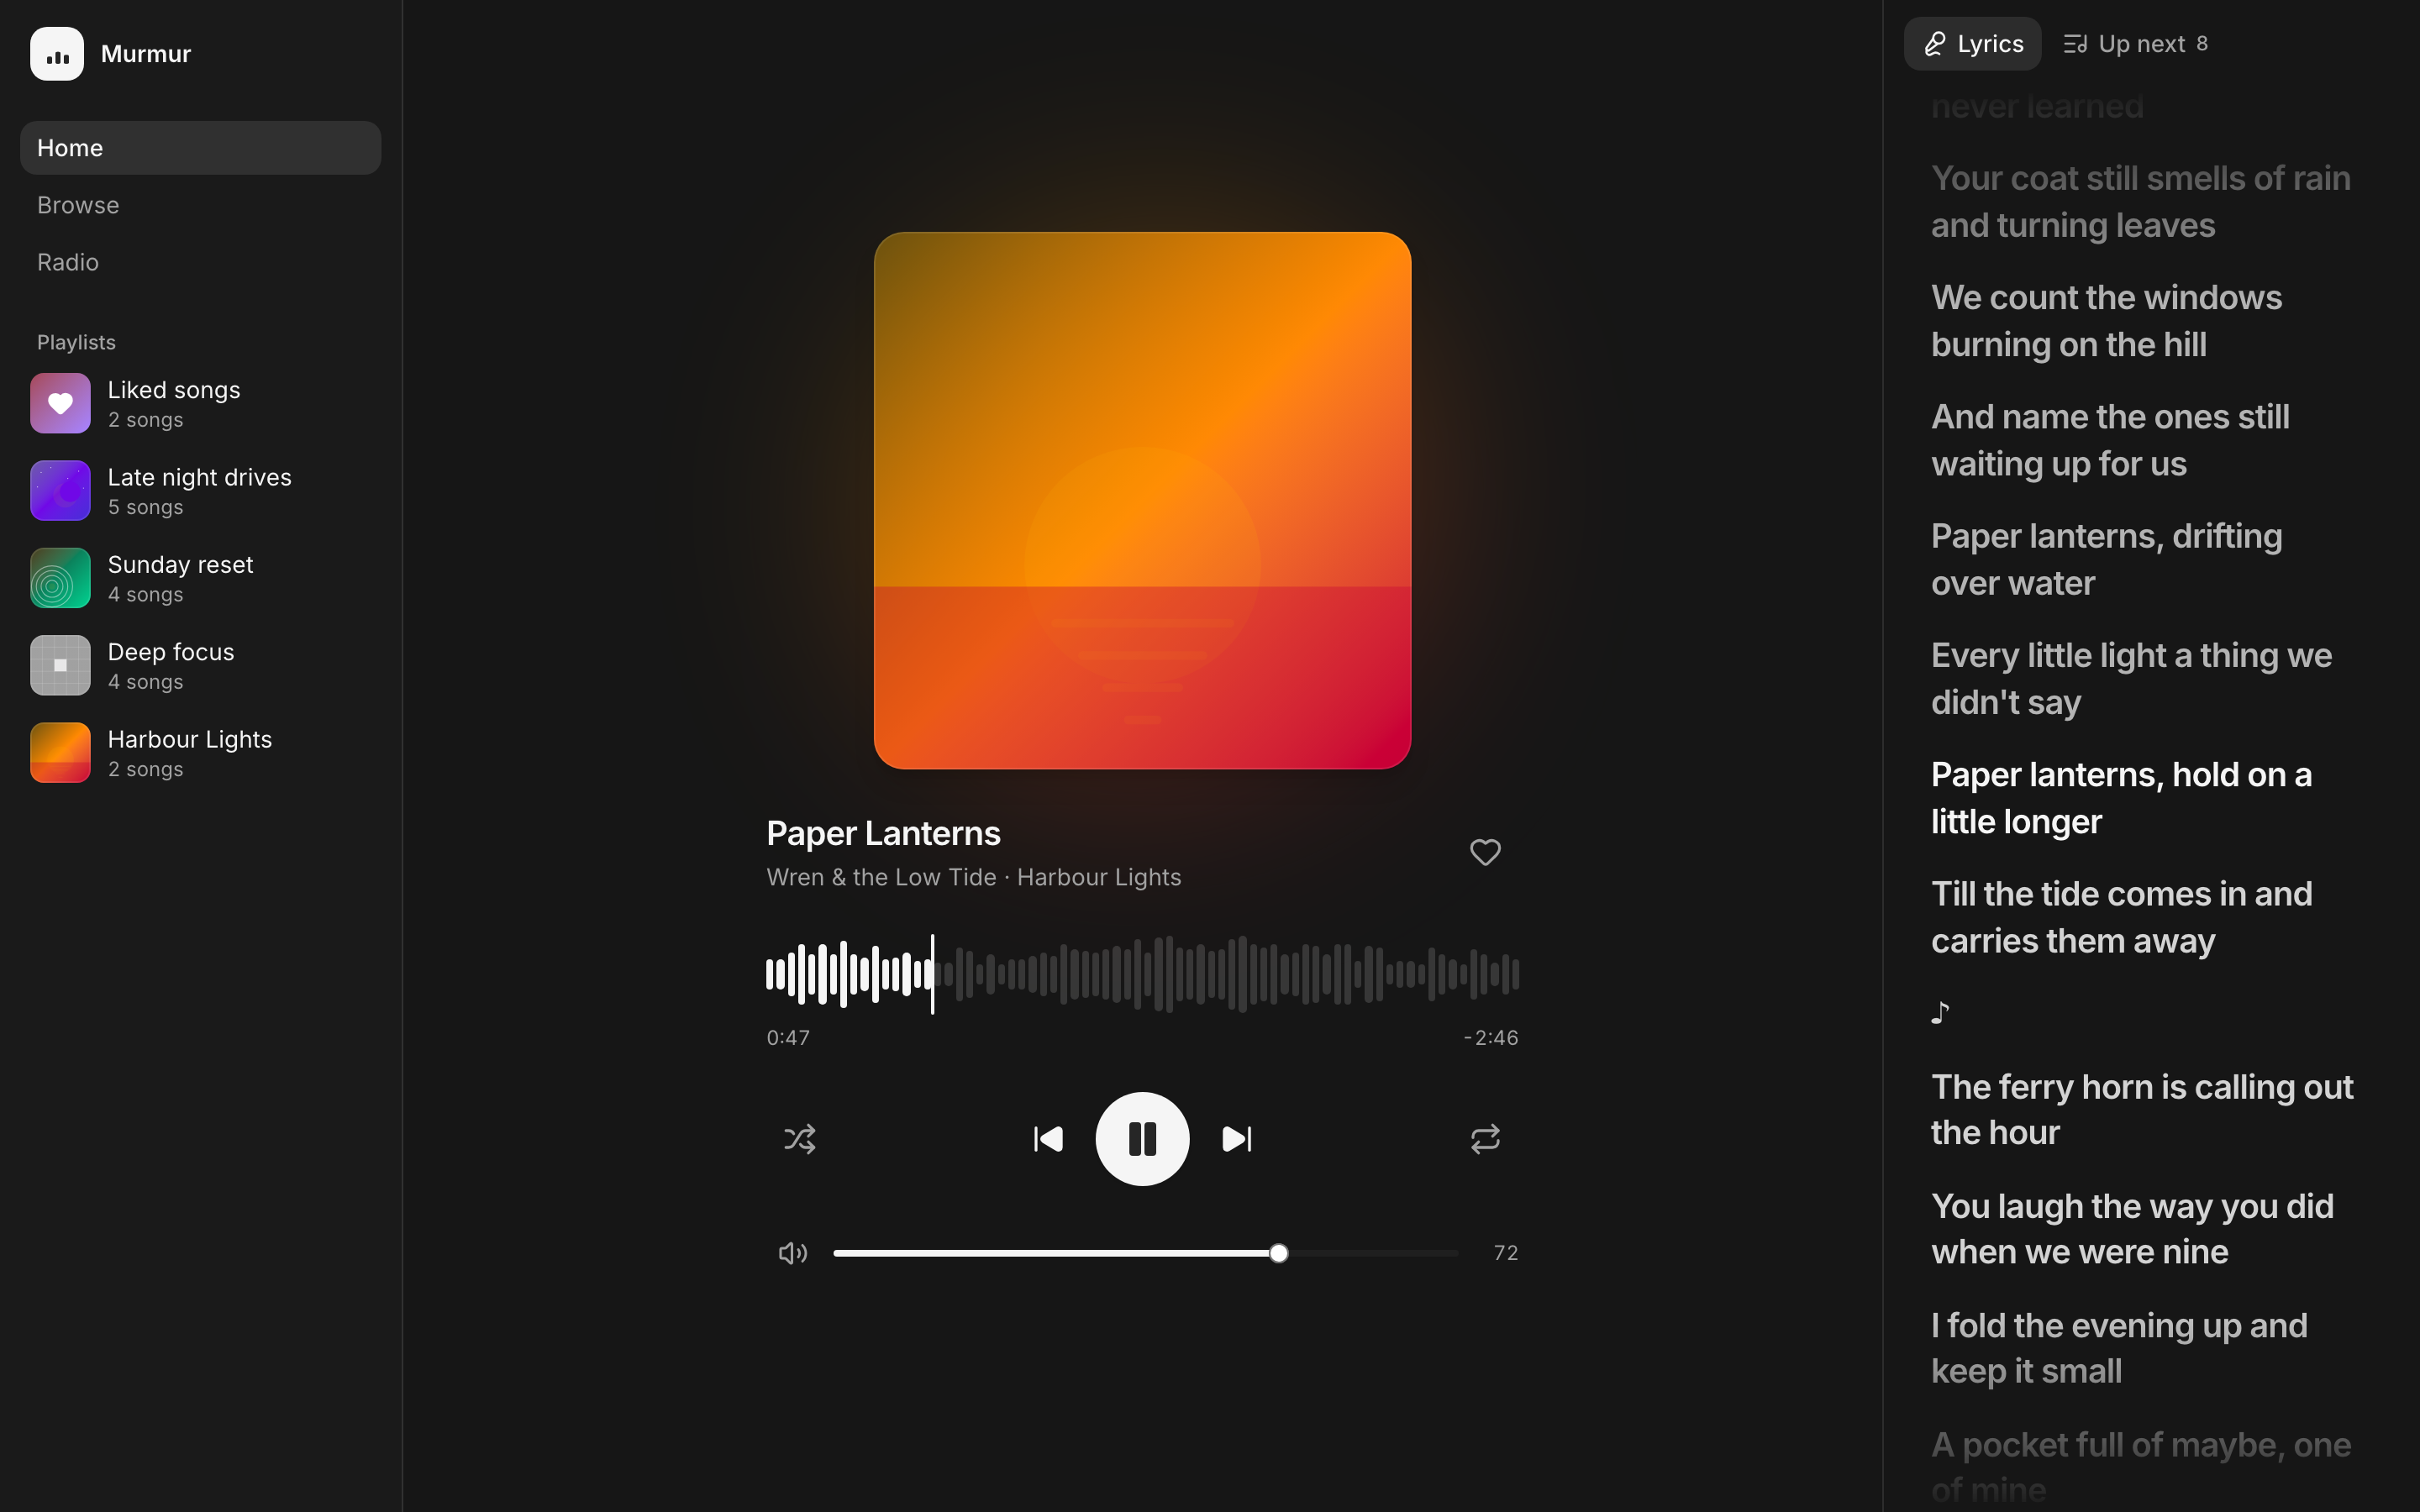 Murmur
Home
Browse
Radio
Playlists
Liked songs
2 songs
Late night drives
5 songs
Sunday reset
4 songs
Deep focus
4 songs
Harbour Lights
2 songs
Paper Lanterns
Wren & the Low Tide · Harbour Lights
0:47
-2:46
72
Lyrics
Up next 8
never learned
Your coat still smells of rain
and turning leaves
We count the windows
burning on the hill
And name the ones still
waiting up for us
Paper lanterns, drifting
over water
Every little light a thing we
didn't say
Paper lanterns, hold on a
little longer
Till the tide comes in and
carries them away
♪
The ferry horn is calling out
the hour
You laugh the way you did
when we were nine
I fold the evening up and
keep it small
A pocket full of maybe, one
of mine